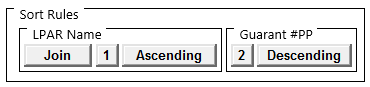 Sort Rules
LPAR Name
Join 1 Ascending
Guarant #PP
2 Descending